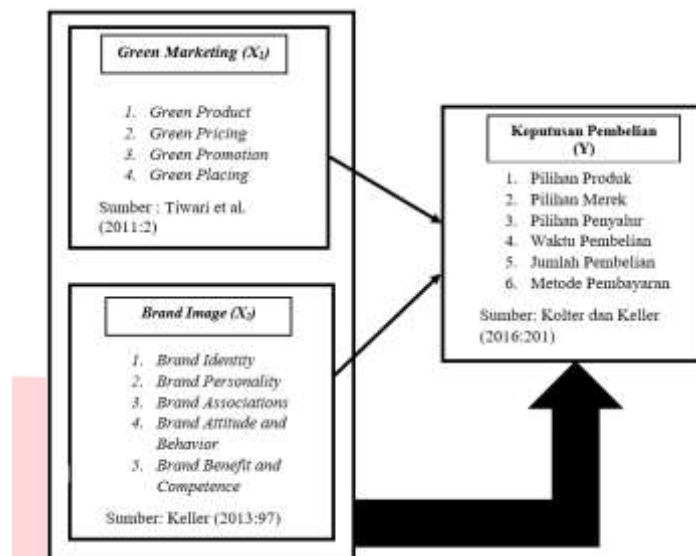 Green Marketing (X₁)
1. Green Product
2. Green Pricing
3. Green Promotion
4. Green Placing
Sumber : Tiwari et al.
(2011:2)
Brand Image (X₂)
1. Brand Identity
2. Brand Personality
3. Brand Associations
4. Brand Attitude and
Behavior
5. Brand Benefit and
Competence
Sumber: Keller (2013:97)
Keputusan Pembelian
(Y)
1. Pilihan Produk
2. Pilihan Merek
3. Pilihan Penyalur
4. Waktu Pembelian
5. Jumlah Pembelian
6. Metode Pembayaran
Sumber: Kolter dan Keller
(2016:201)